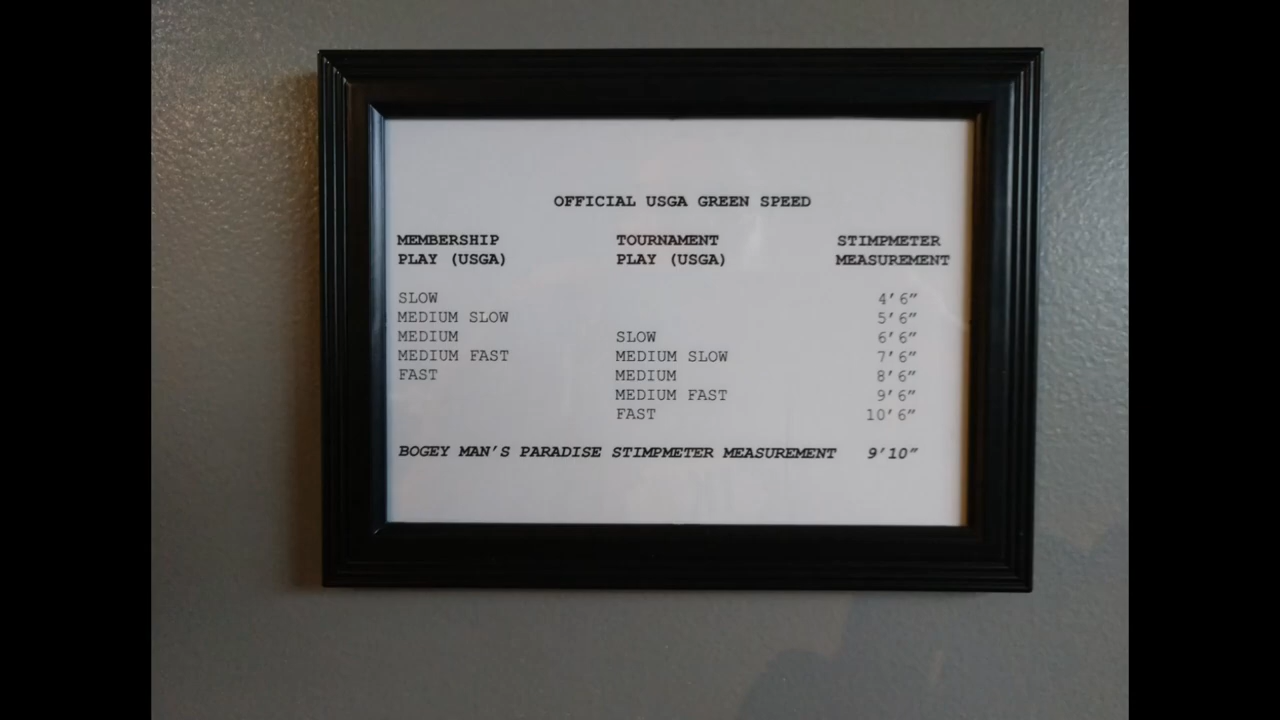 OFFICIAL USGA GREEN SPEED
MEMBERSHIP TOURNAMENT STIMPMETER
PLAY (USGA) PLAY (USGA) MEASUREMENT
SLOW 4' 6"
MEDIUM SLOW 5' 6"
MEDIUM SLOW 6' 6"
MEDIUM FAST MEDIUM SLOW 7' 6"
FAST MEDIUM 8' 6"
MEDIUM FAST 9' 6"
FAST 10' 6"
BOGEY MAN'S PARADISE STIMPMETER MEASUREMENT 9'10"